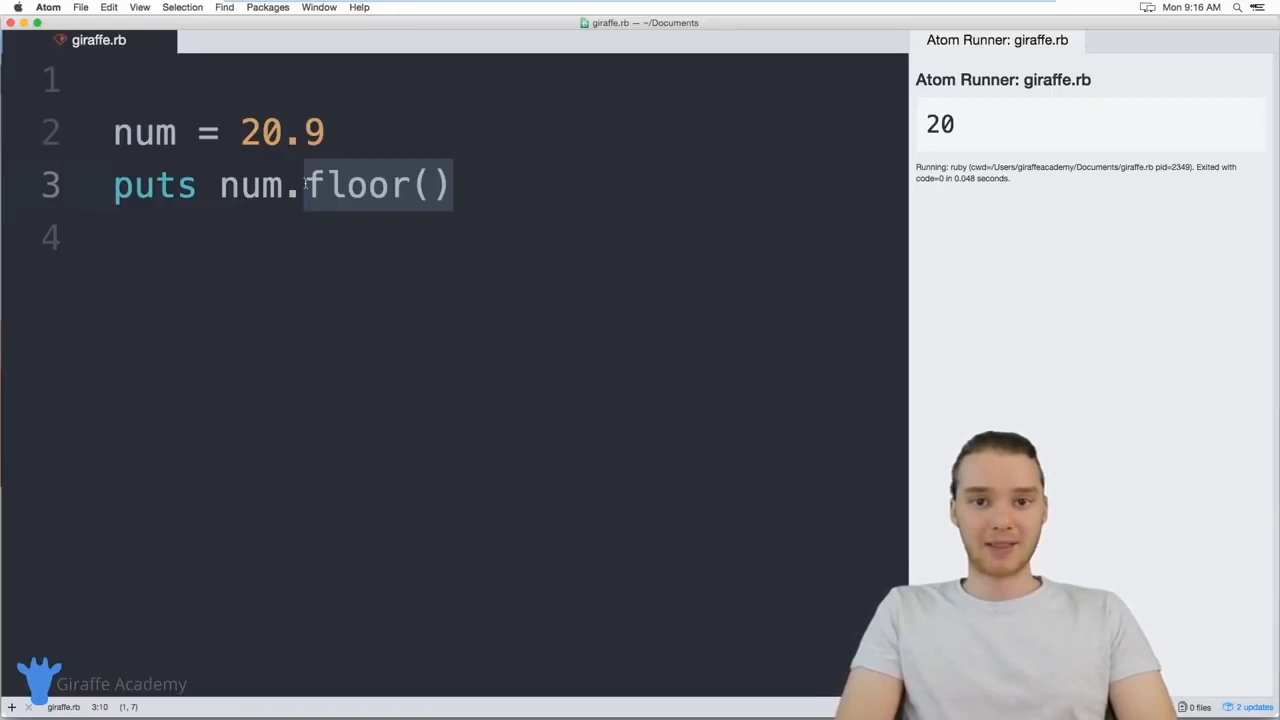 Atom File Edit View Selection Find Packages Window Help
Mon 9:16 AM
giraffe.rb — ~/Documents
giraffe.rb
Atom Runner: giraffe.rb
1
2 num = 20.9
3 puts num.floor()
4
Atom Runner: giraffe.rb
20
Running: ruby (cwd=/Users/giraffeacademy/Documents/giraffe.rb pid=2349). Exited with
code=0 in 0.048 seconds.
Giraffe Academy
+ × giraffe.rb 3:10 (1, 7)
0 files 2 updates